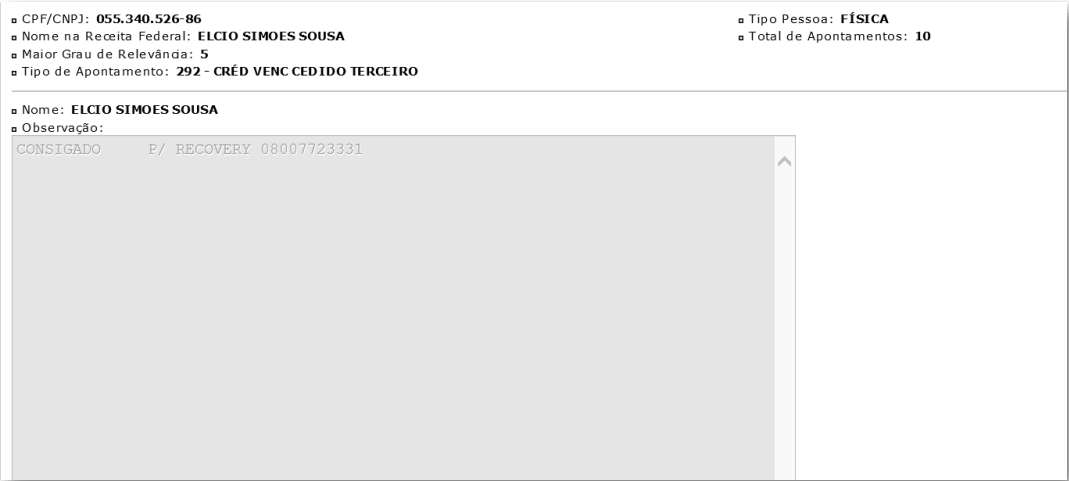 CPF/CNPJ: 055.340.526-86 Tipo Pessoa: FÍSICA
Nome na Receita Federal: ELCIO SIMOES SOUSA Total de Apontamentos: 10
Maior Grau de Relevância: 5
Tipo de Apontamento: 292 - CRÉD VENC CEDIDO TERCEIRO
Nome: ELCIO SIMOES SOUSA
Observação:
CONSIGADO P/ RECOVERY 08007723331